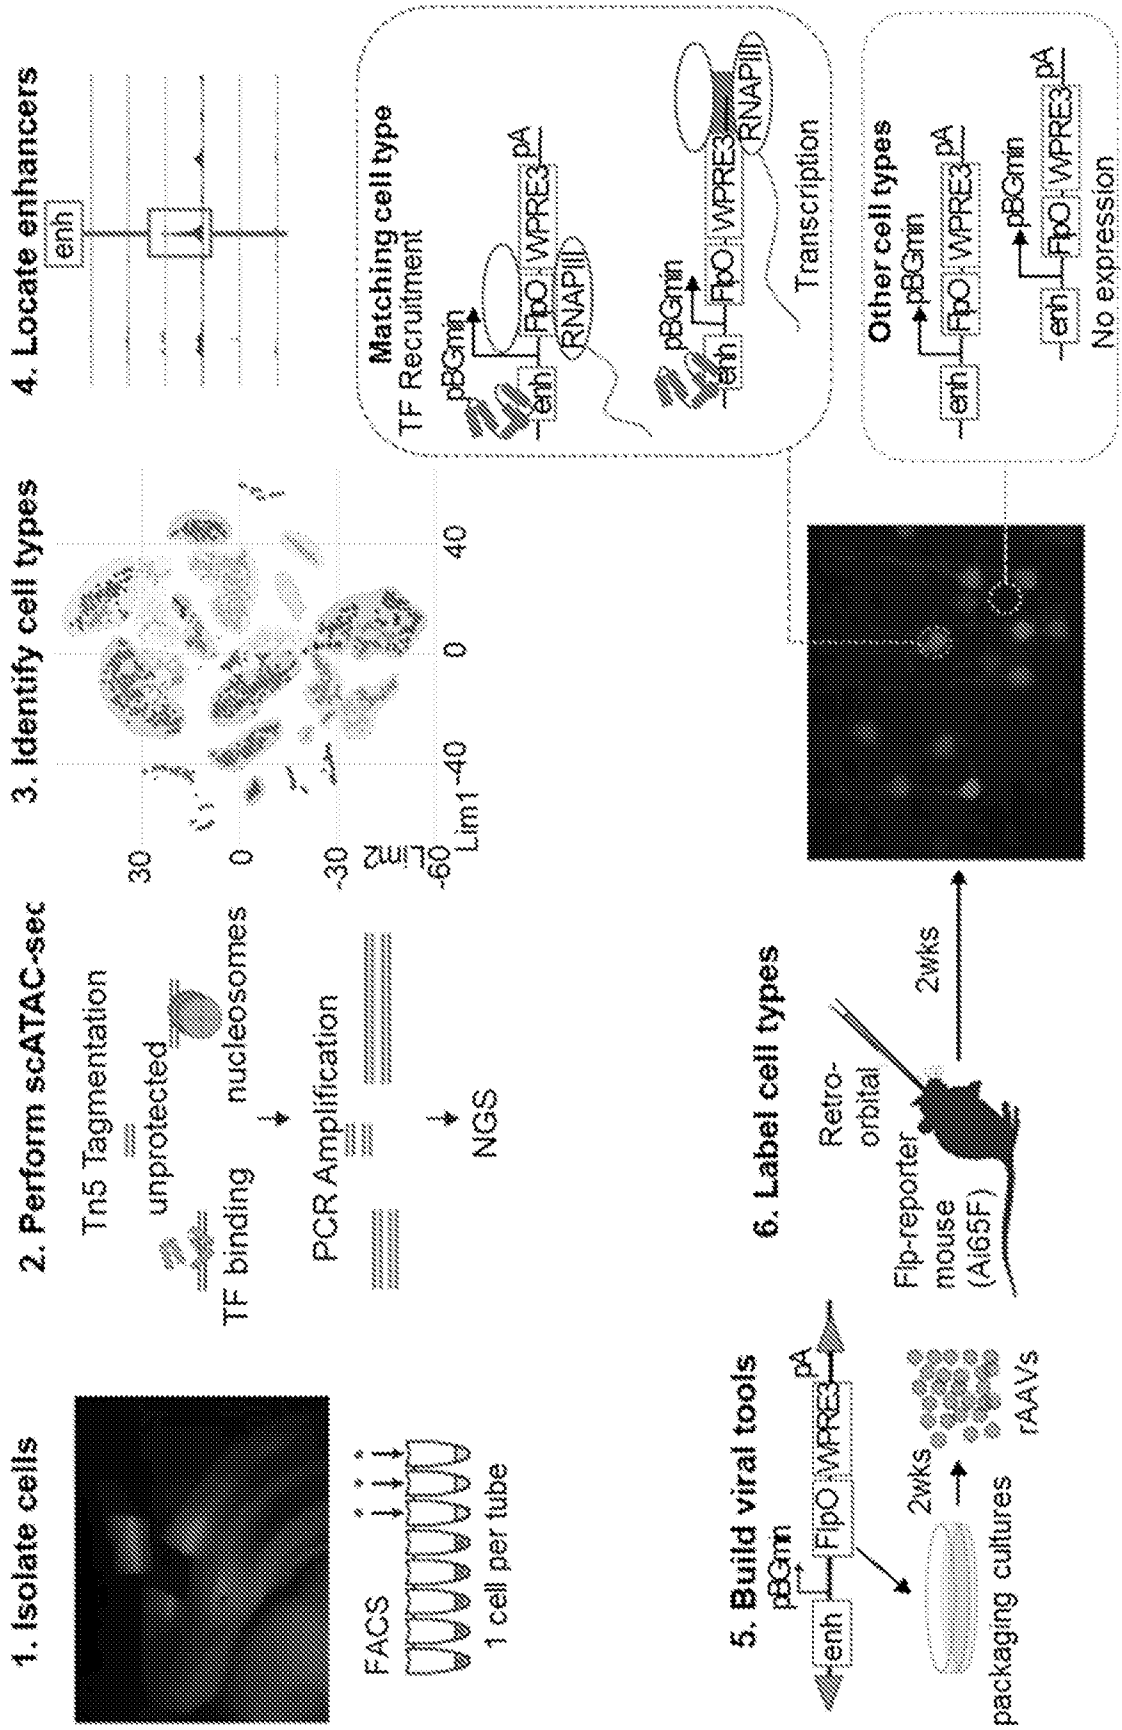 1. Isolate cells
FACS
1 cell per tube
2. Perform scATAC-sec
Tn5 Tagmentation
unprotected
TF binding
nucleosomes
PCR Amplification
NGS
3. Identify cell types
30
0
-30
-60
Lim2
-40
0
40
Lim1
4. Locate enhancers
enh
5. Build viral tools
pBGmin
pA
enh
FlpO
WPRE3
2wks
packaging cultures
rAAVs
6. Label cell types
Retro-
orbital
Flp-reporter
mouse
(Ai65F)
2wks
Matching cell type
TF Recruitment
pBGmin
enh
FlpO
WPRE3
pA
RNAPIII
pBGmin
enh
FlpO
WPRE3
pA
RNAPIII
Transcription
Other cell types
pBGmin
enh
FlpO
WPRE3
pA
pBGmin
enh
FlpO
WPRE3
pA
No expression